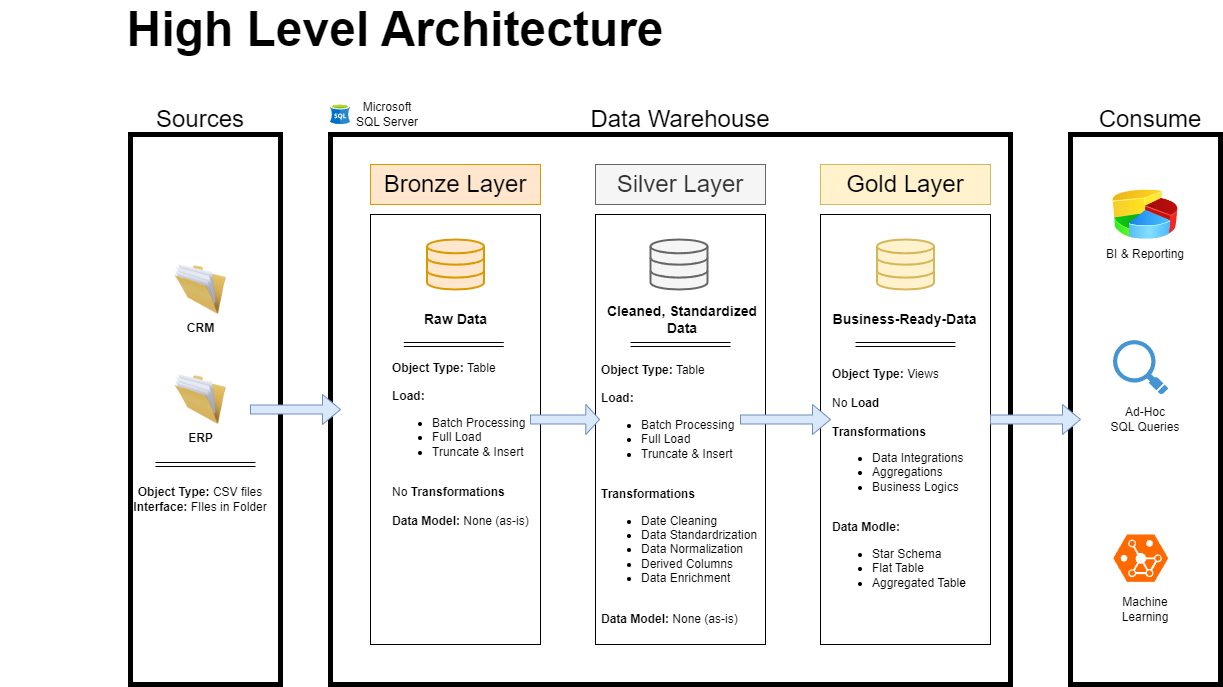 High Level Architecture
Sources
Microsoft
SQL Server
Data Warehouse
Consume
CRM
ERP
Object Type: CSV files
Interface: FIles in Folder
SQL
Bronze Layer
Raw Data
Object Type: Table
Load:
Batch Processing
Full Load
Truncate & Insert
No Transformations
Data Model: None (as-is)
Silver Layer
Cleaned, Standardized
Data
Object Type: Table
Load:
Batch Processing
Full Load
Truncate & Insert
Transformations
Date Cleaning
Data Standardrization
Data Normalization
Derived Columns
Data Enrichment
Data Model: None (as-is)
Gold Layer
Business-Ready-Data
Object Type: Views
No Load
Transformations
Data Integrations
Aggregations
Business Logics
Data Modle:
Star Schema
Flat Table
Aggregated Table
BI & Reporting
Ad-Hoc
SQL Queries
Machine
Learning